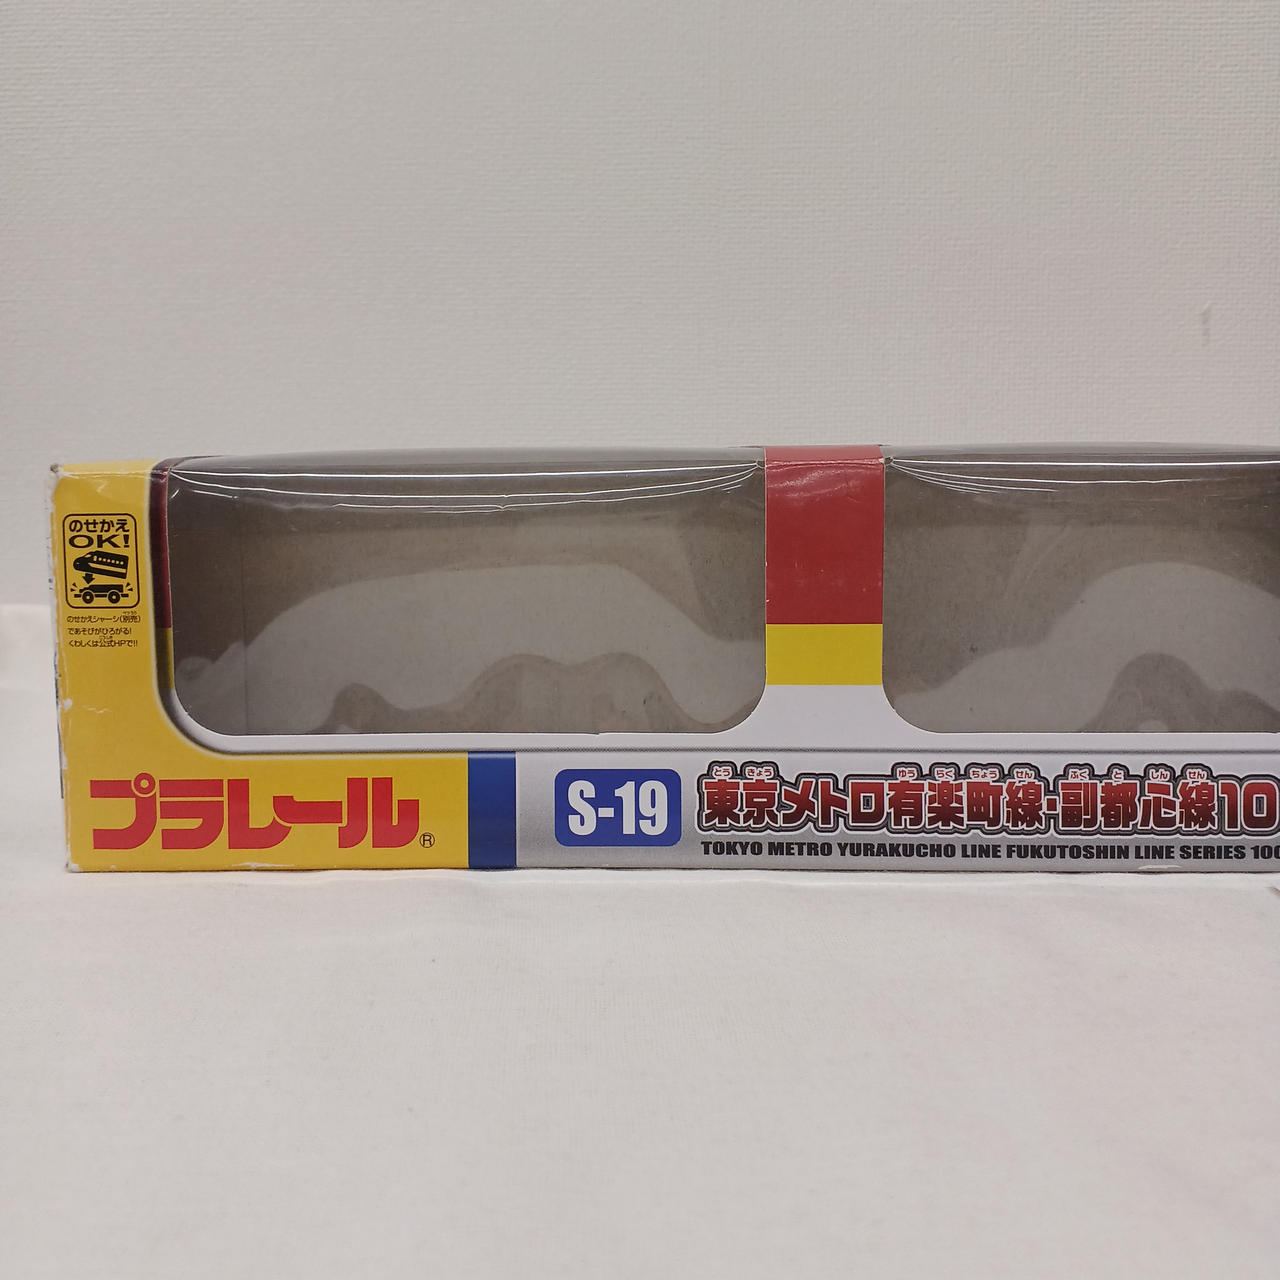 のせかえ
OK!
のせかえシャーシ(別売)
であそびがひろがる!
くわしくは公式HPで!!
プラレール®
S-19
東京メトロ有楽町線・副都心線10
TOKYO METRO YURAKUCHO LINE FUKUTOSHIN LINE SERIES 100